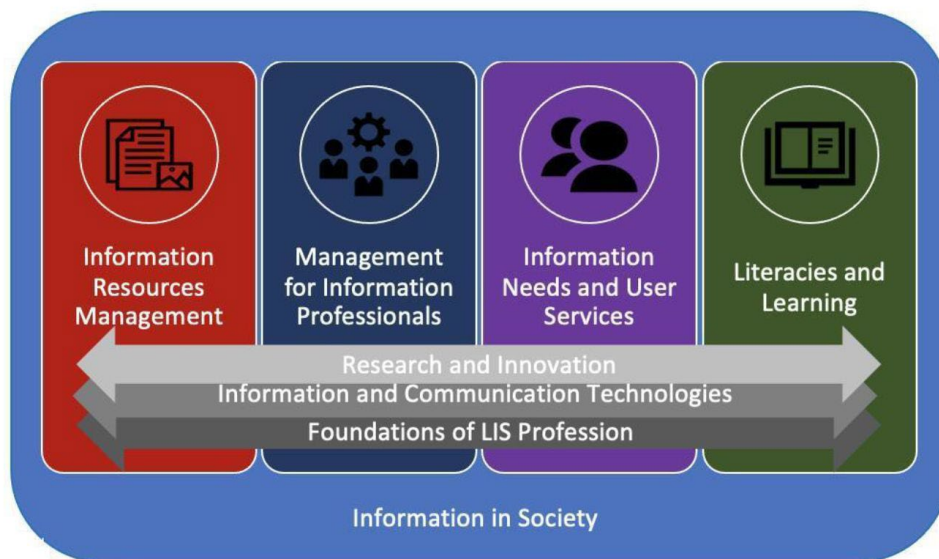 Information
Resources
Management
Management
for Information
Professionals
Information
Needs and User
Services
Literacies and
Learning
Research and Innovation
Information and Communication Technologies
Foundations of LIS Profession
Information in Society